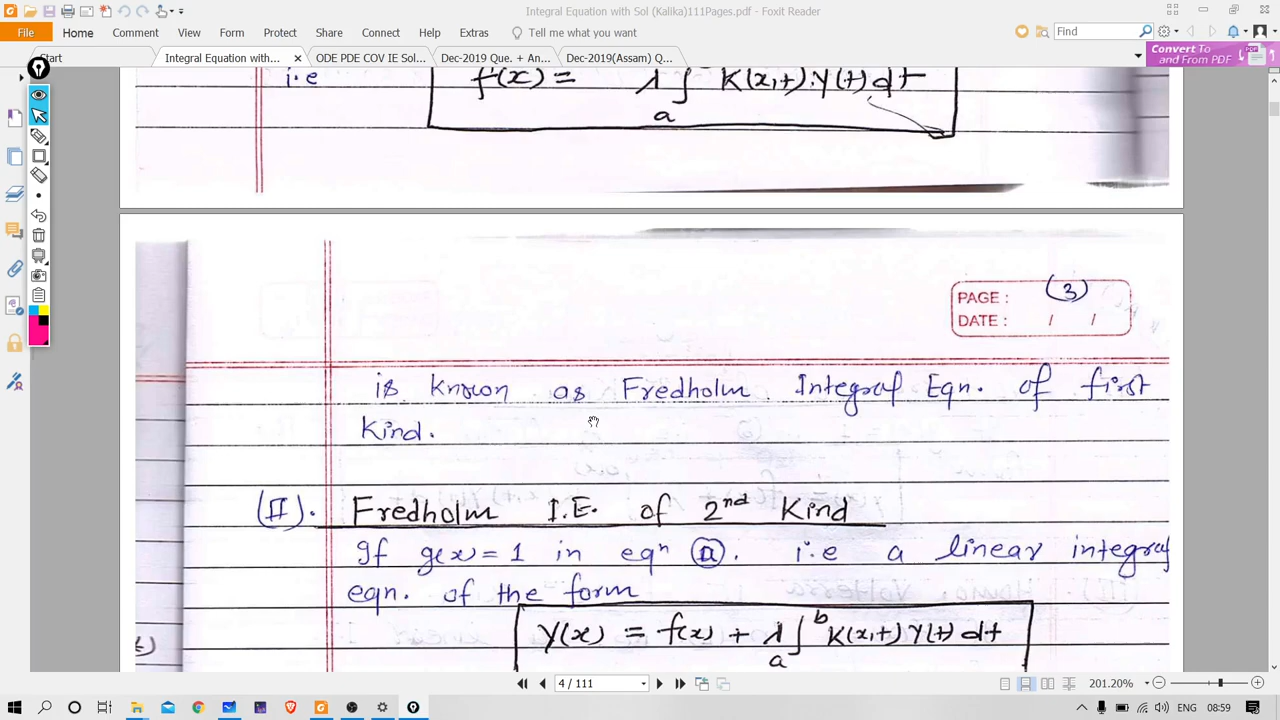 Integral Equation with Sol (Kalika)111Pages.pdf - Foxit Reader
File Home Comment View Form Protect Share Connect Help Extras Tell me what you want Find
Start Integral Equation with... ODE PDE COV IE Sol... Dec-2019 Que. + An... Dec-2019(Assam) Q... Convert To and From PDF
i.e f(x) = λ ∫ K(x,t).y(t) dt
a
PAGE : (3)
DATE : / /
is known as Fredholm Integral Eqn. of first
Kind.
(II). Fredholm I.E. of 2nd Kind
If g(x) = 1 in eqn (a). i.e a linear integral
eqn. of the form
y(x) = f(x) + λ ∫ab K(x,t) y(t) dt
4 / 111 201.20%
ENG 08:59